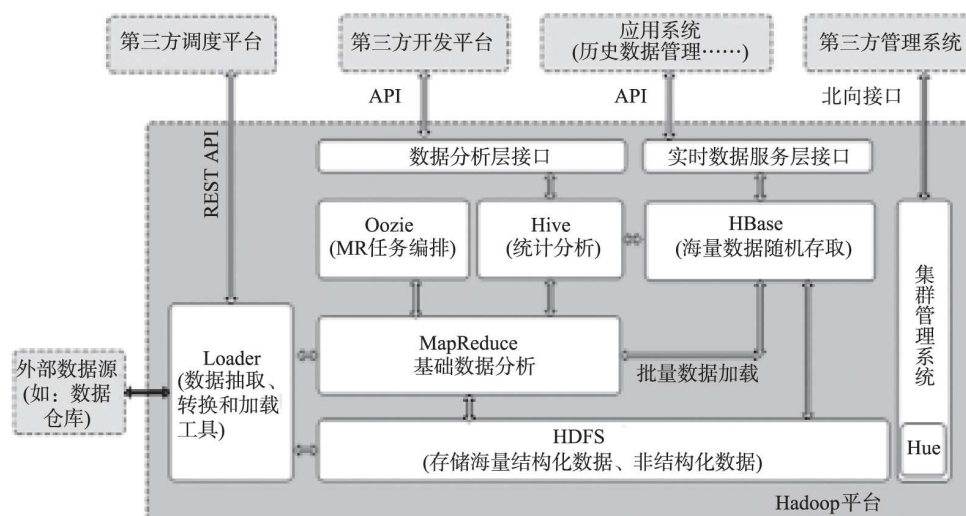 第三方调度平台
第三方开发平台
应用系统
(历史数据管理……)
第三方管理系统
API
API
北向接口
REST API
数据分析层接口
实时数据服务层接口
Oozie
(MR任务编排)
Hive
(统计分析)
HBase
(海量数据随机存取)
集群管理系统
Hue
外部数据源
(如：数据
仓库)
Loader
(数据抽取、
转换和加载
工具)
MapReduce
基础数据分析
批量数据加载
HDFS
(存储海量结构化数据、非结构化数据)
Hadoop平台